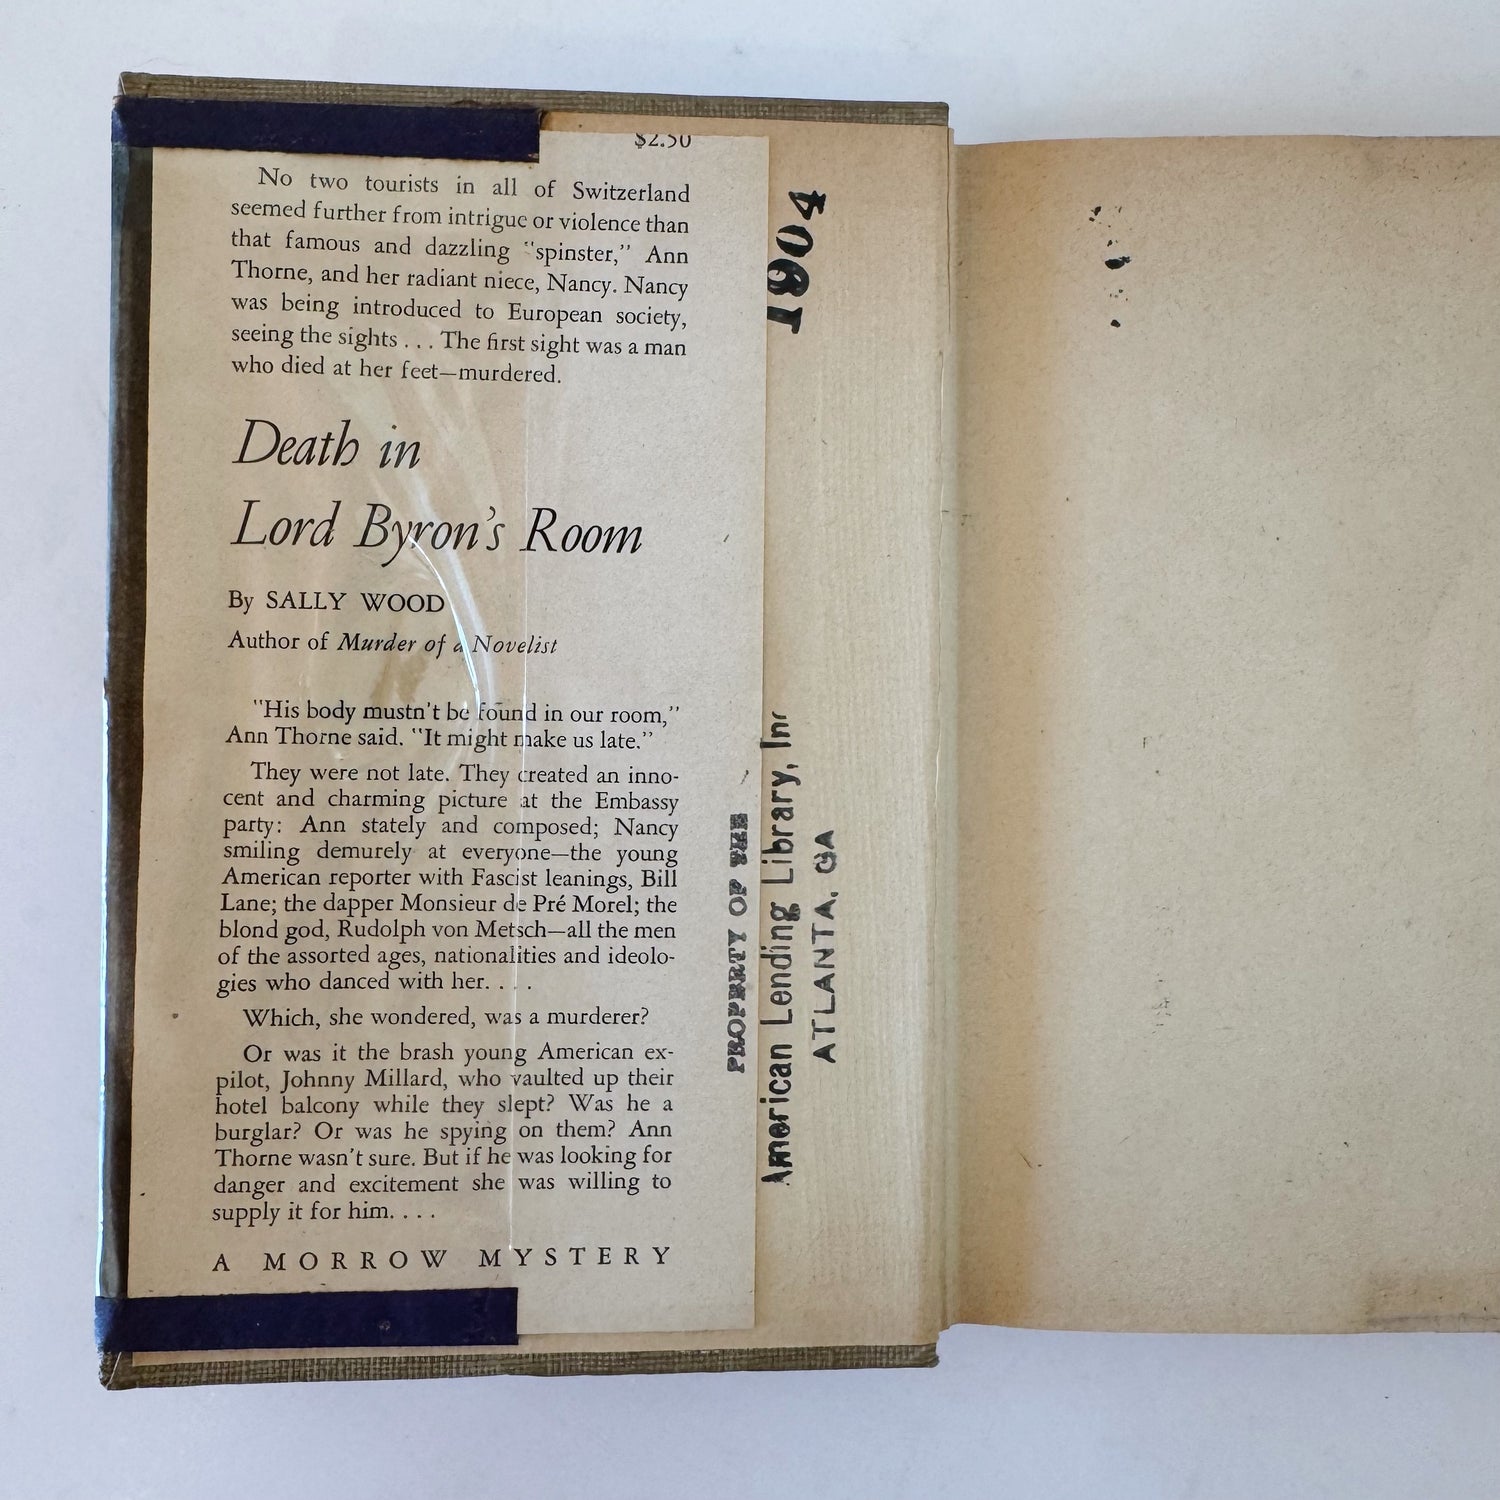 $2.50
No two tourists in all of Switzerland
seemed further from intrigue or violence than
that famous and dazzling "spinster," Ann
Thorne, and her radiant niece, Nancy. Nancy
was being introduced to European society,
seeing the sights . . . The first sight was a man
who died at her feet—murdered.
Death in
Lord Byron's Room
By SALLY WOOD
Author of Murder of a Novelist
"His body mustn't be found in our room,"
Ann Thorne said. "It might make us late."
They were not late. They created an inno-
cent and charming picture at the Embassy
party: Ann stately and composed; Nancy
smiling demurely at everyone—the young
American reporter with Fascist leanings, Bill
Lane; the dapper Monsieur de Pré Morel; the
blond god, Rudolph von Metsch—all the men
of the assorted ages, nationalities and ideolo-
gies who danced with her. . . .
Which, she wondered, was a murderer?
Or was it the brash young American ex-
pilot, Johnny Millard, who vaulted up their
hotel balcony while they slept? Was he a
burglar? Or was he spying on them? Ann
Thorne wasn't sure. But if he was looking for
danger and excitement she was willing to
supply it for him. . . .
A MORROW MYSTERY
1904
PROPERTY OF THE
American Lending Library, Inc
ATLANTA, GA